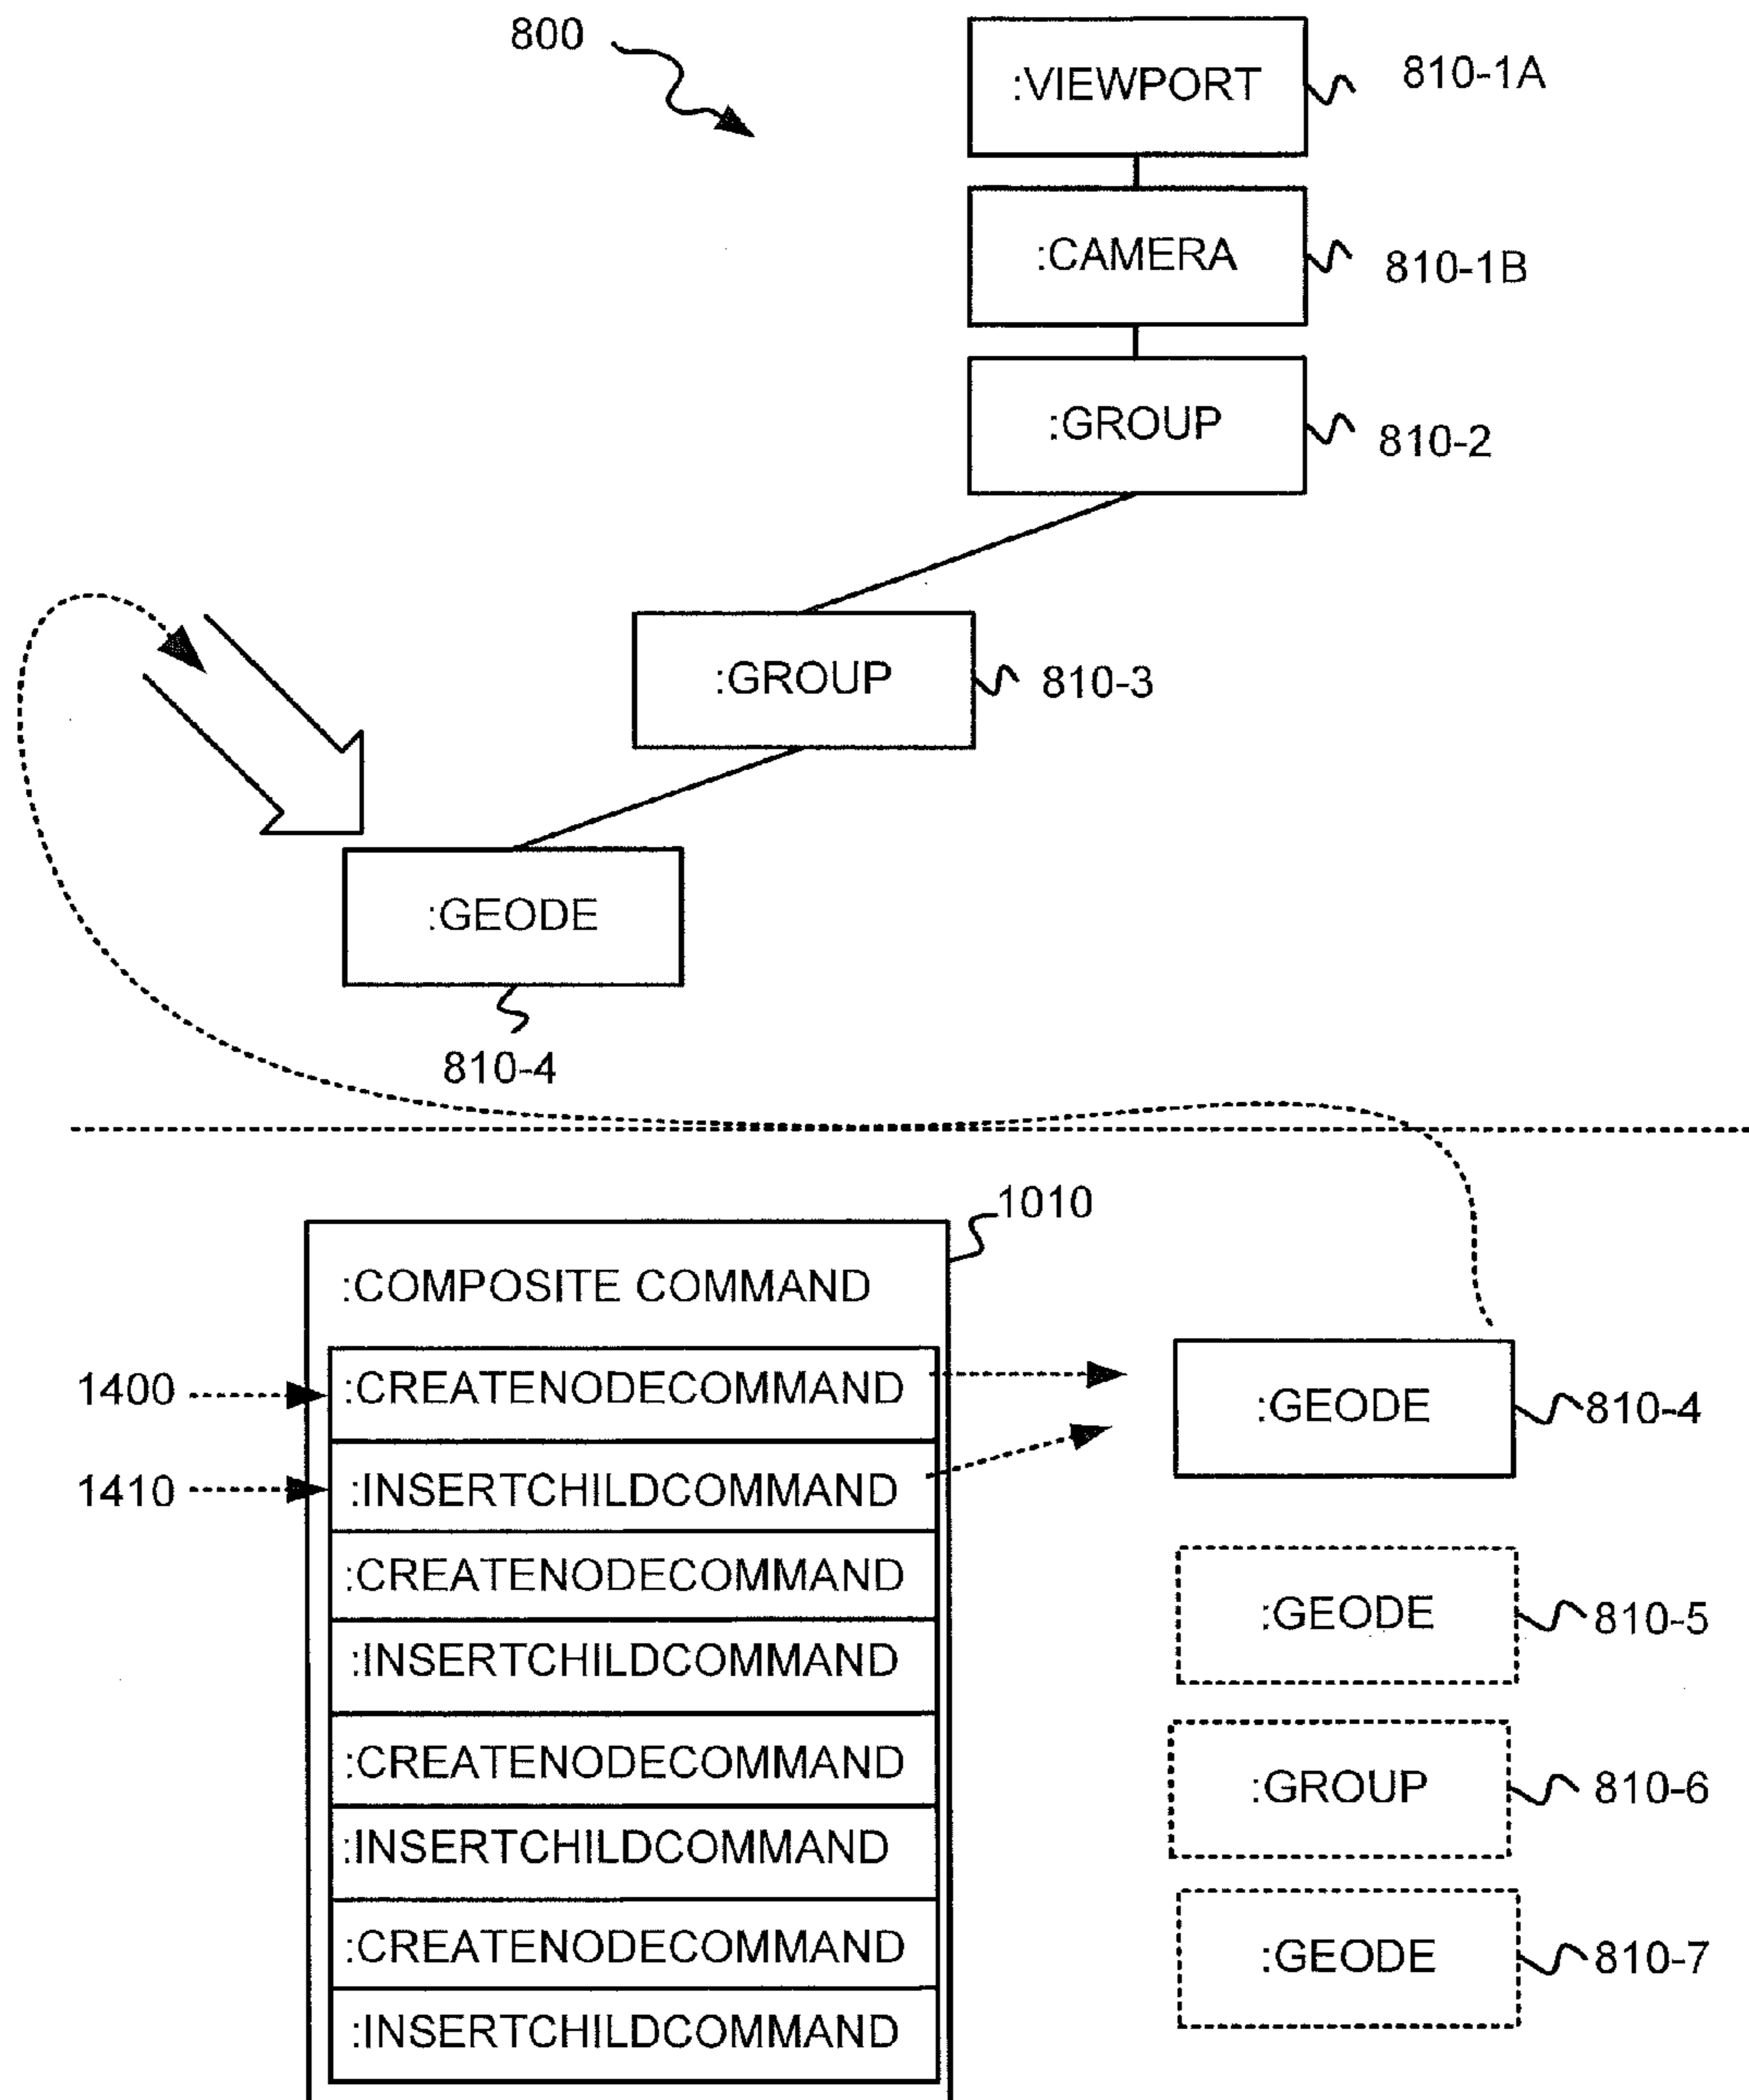 800
:VIEWPORT 810-1A
:CAMERA 810-1B
:GROUP 810-2
:GROUP 810-3
:GEODE
810-4
1010
:COMPOSITE COMMAND
1400 :CREATENODECOMMAND :GEODE 810-4
1410 :INSERTCHILDCOMMAND
:CREATENODECOMMAND :GEODE 810-5
:INSERTCHILDCOMMAND
:CREATENODECOMMAND :GROUP 810-6
:INSERTCHILDCOMMAND
:CREATENODECOMMAND :GEODE 810-7
:INSERTCHILDCOMMAND